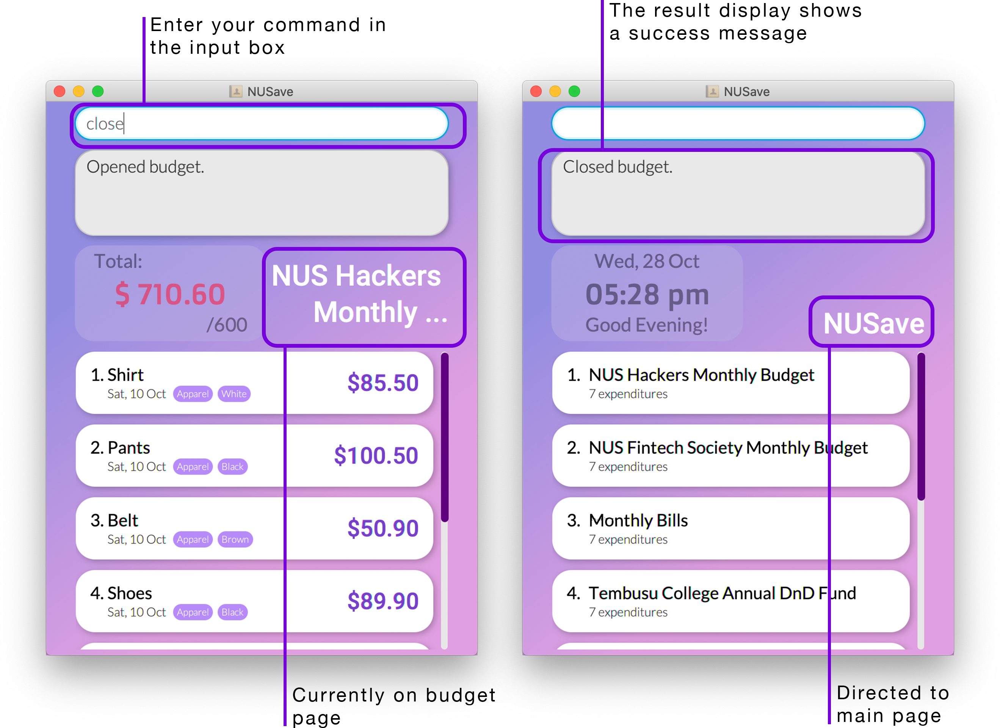 Enter your command in
the input box
The result display shows
a success message
NUSave
close
Opened budget.
Total:
$ 710.60
/600
NUS Hackers
Monthly ...
1. Shirt
Sat, 10 Oct Apparel White
$85.50
2. Pants
Sat, 10 Oct Apparel Black
$100.50
3. Belt
Sat, 10 Oct Apparel Brown
$50.90
4. Shoes
Sat, 10 Oct Apparel Black
$89.90
Currently on budget
page
NUSave
Closed budget.
Wed, 28 Oct
05:28 pm
Good Evening!
NUSave
1. NUS Hackers Monthly Budget
7 expenditures
2. NUS Fintech Society Monthly Budget
7 expenditures
3. Monthly Bills
7 expenditures
4. Tembusu College Annual DnD Fund
7 expenditures
Directed to
main page